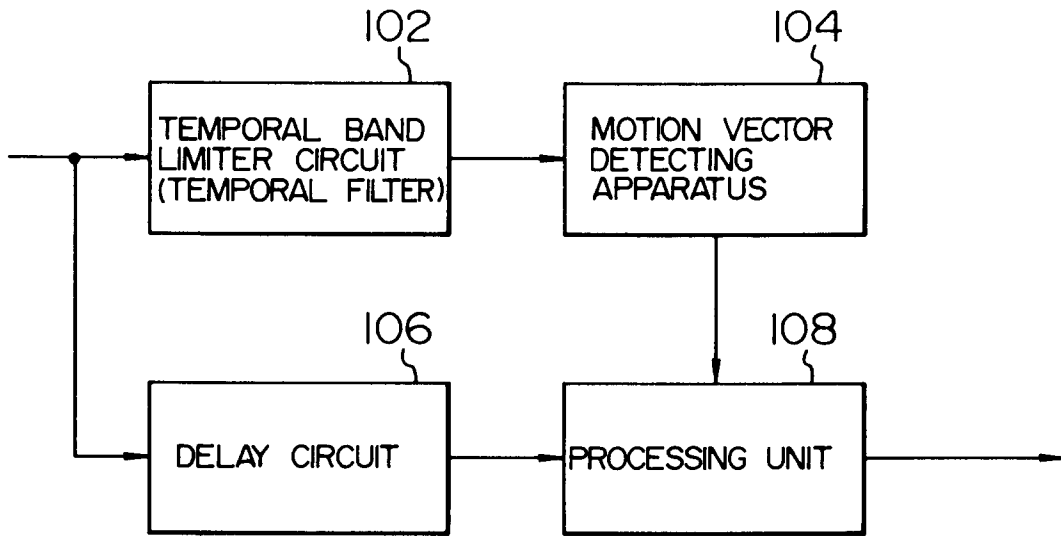 102
TEMPORAL BAND
LIMITER CIRCUIT
(TEMPORAL FILTER)
104
MOTION VECTOR
DETECTING
APPARATUS
106
DELAY CIRCUIT
108
PROCESSING UNIT